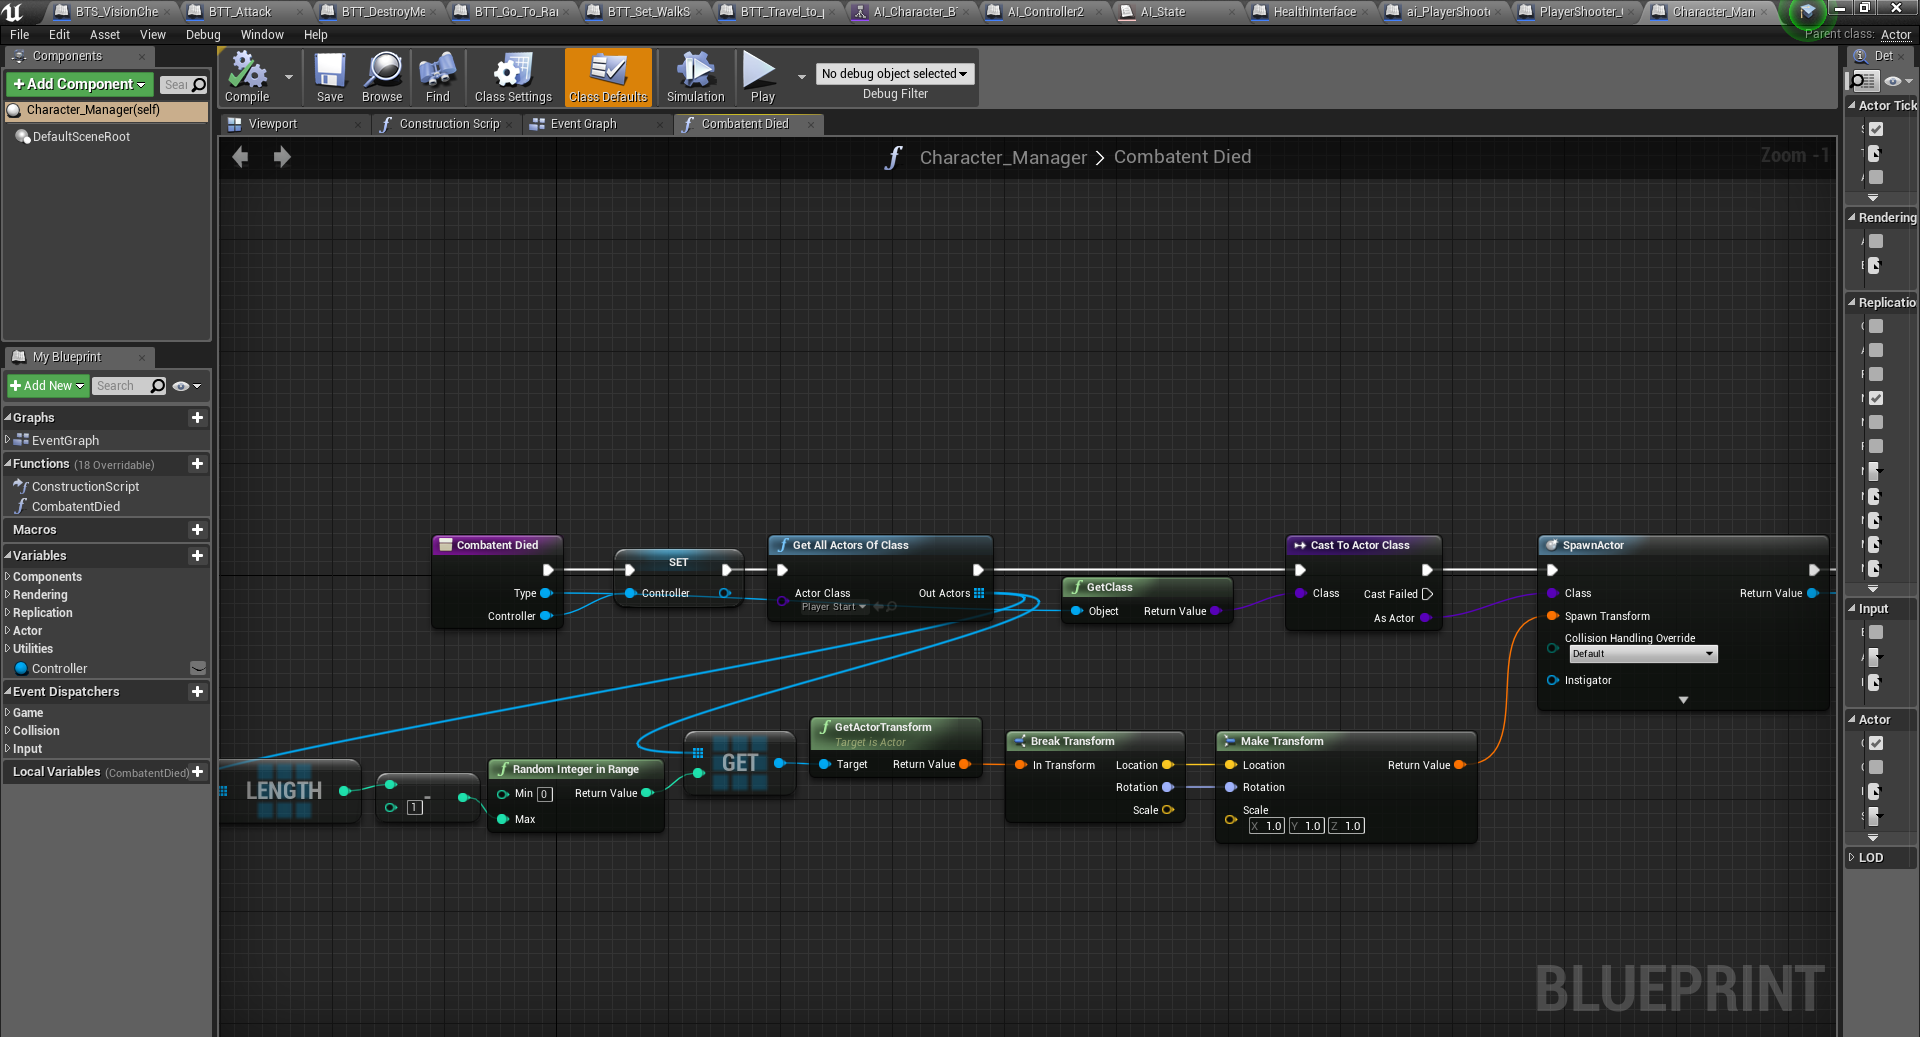 BTS_VisionChe
BTT_Attack
BTT_DestroyMe
BTT_Go_To_Ra
BTT_Set_WalkS
BTT_Travel_to_
AI_Character_B
AI_Controller2
AI_State
HealthInterface
ai_PlayerShoot
PlayerShooter_
Character_Man
File Edit Asset View Debug Window Help
Parent class: Actor
Components
+Add Component
Sear
Character_Manager(self)
DefaultSceneRoot
Compile
Save
Browse
Find
Class Settings
Class Defaults
Simulation
Play
No debug object selected
Debug Filter
Viewport
Construction Scrip
Event Graph
Combatent Died
Character_Manager > Combatent Died
Zoom -1
My Blueprint
+Add New
Search
Graphs
EventGraph
Functions (18 Overridable)
ConstructionScript
CombatentDied
Macros
Variables
Components
Rendering
Replication
Actor
Utilities
Controller
Event Dispatchers
Game
Collision
Input
Local Variables (CombatentDied)
Combatent Died
Type
Controller
SET
Controller
Get All Actors Of Class
Actor Class
Player Start
Out Actors
GetClass
Object
Return Value
Cast To Actor Class
Class
Cast Failed
As Actor
SpawnActor
Class
Return Value
Spawn Transform
Collision Handling Override
Default
Instigator
LENGTH
-
1
Random Integer in Range
Min 0
Return Value
Max
GET
GetActorTransform
Target is Actor
Target
Return Value
Break Transform
In Transform
Location
Rotation
Scale
Make Transform
Location
Return Value
Rotation
Scale
X 1.0 Y 1.0 Z 1.0
BLUEPRINT
Det
Actor Tick
Rendering
Replicatio
Input
Actor
LOD